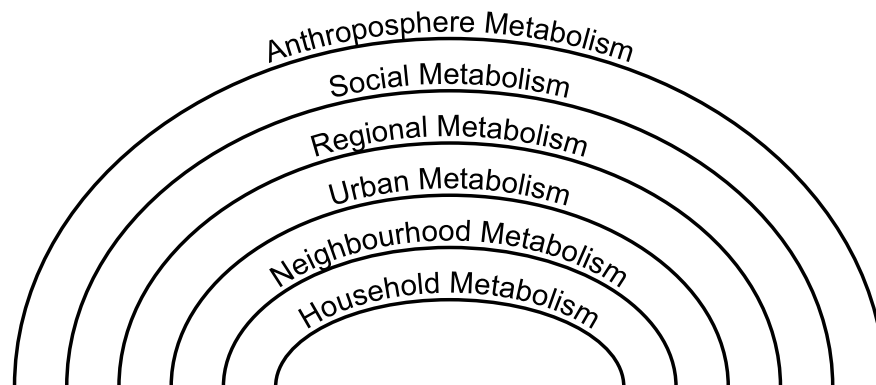 Anthroposphere Metabolism
Social Metabolism
Regional Metabolism
Urban Metabolism
Neighbourhood Metabolism
Household Metabolism